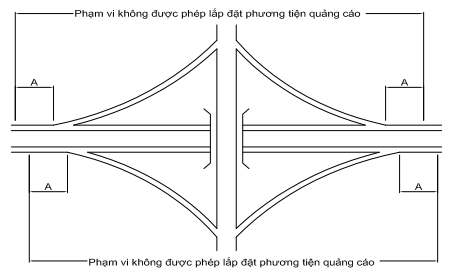 Phạm vi không được phép lắp đặt phương tiện quảng cáo
A A
A A
Phạm vi không được phép lắp đặt phương tiện quảng cáo